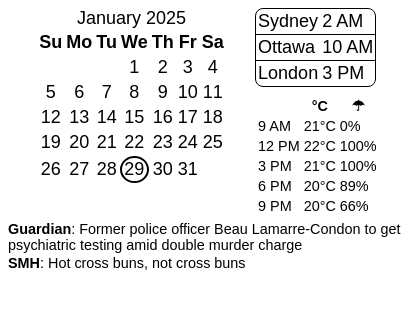 January 2025
Su Mo Tu We Th Fr Sa
1 2 3 4
5 6 7 8 9 10 11
12 13 14 15 16 17 18
19 20 21 22 23 24 25
26 27 28 29 30 31
Sydney 2 AM
Ottawa 10 AM
London 3 PM
°C ☂
9 AM 21°C 0%
12 PM 22°C 100%
3 PM 21°C 100%
6 PM 20°C 89%
9 PM 20°C 66%
Guardian: Former police officer Beau Lamarre-Condon to get
psychiatric testing amid double murder charge
SMH: Hot cross buns, not cross buns